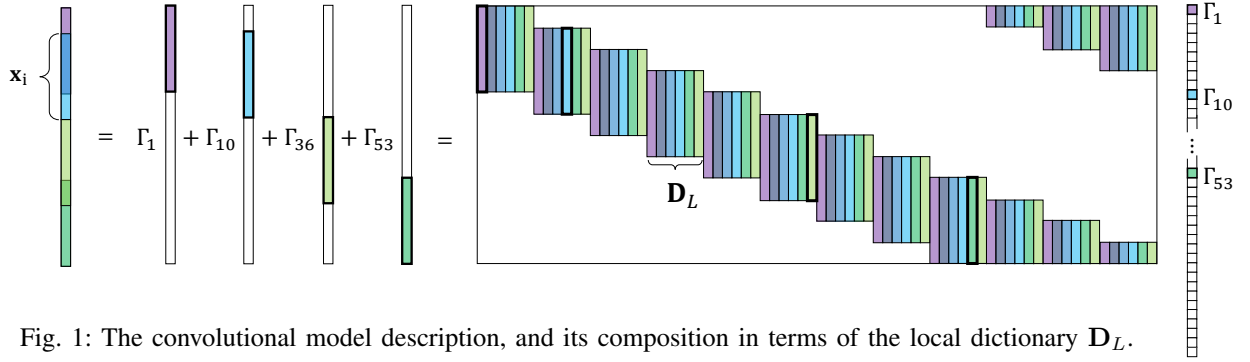 x_i = Γ_1 + Γ_10 + Γ_36 + Γ_53 =
D_L
Γ_1
Γ_10
...
Γ_53
Fig. 1: The convolutional model description, and its composition in terms of the local dictionary D_L.